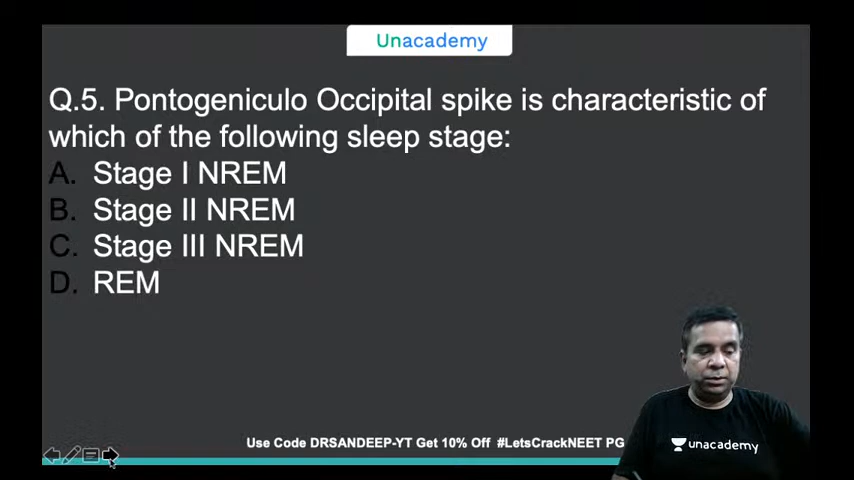 Unacademy
Q.5. Pontogeniculo Occipital spike is characteristic of
which of the following sleep stage:
A. Stage I NREM
B. Stage II NREM
C. Stage III NREM
D. REM
unacademy
Use Code DRSANDEEP-YT Get 10% Off #LetsCrackNEET PG